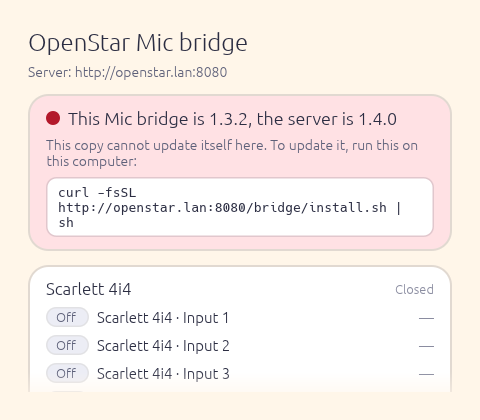 OpenStar Mic bridge
Server: http://openstar.lan:8080
This Mic bridge is 1.3.2, the server is 1.4.0
This copy cannot update itself here. To update it, run this on
this computer:
curl -fsSL
http://openstar.lan:8080/bridge/install.sh |
sh
Scarlett 4i4 Closed
Off Scarlett 4i4 · Input 1 —
Off Scarlett 4i4 · Input 2 —
Off Scarlett 4i4 · Input 3 —